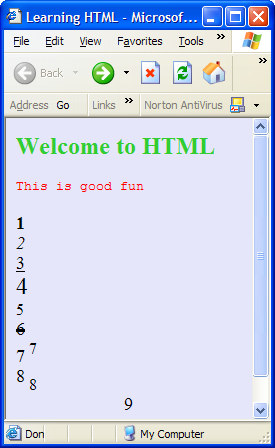 Learning HTML - Microsof...
File Edit View Favorites Tools »
Back »
Address Go Links » Norton AntiVirus
Welcome to HTML
This is good fun
1
2
3
4
5
6
7 7
8 8
9
Don My Computer